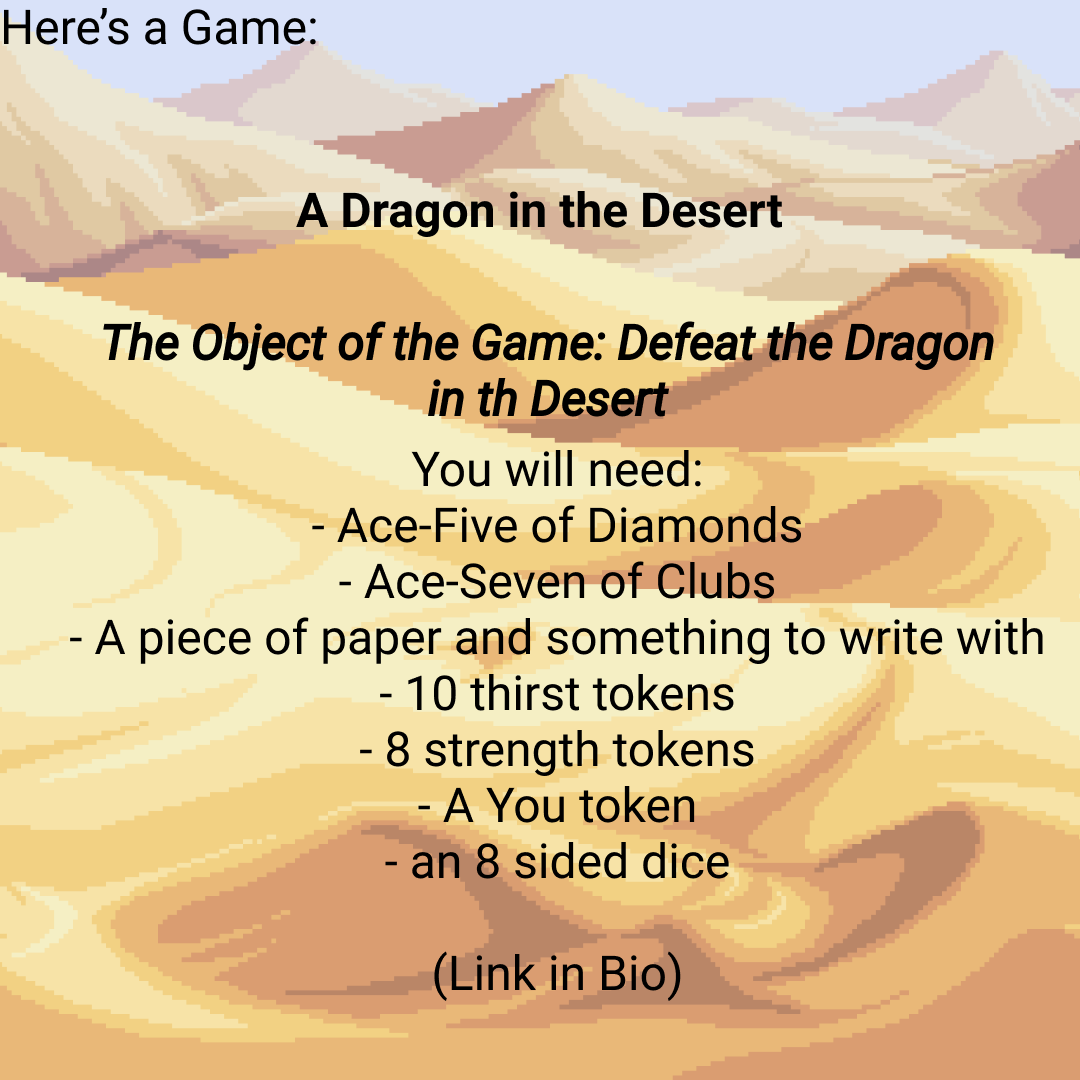 Here’s a Game:
A Dragon in the Desert
The Object of the Game: Defeat the Dragon
in th Desert
You will need:
- Ace-Five of Diamonds
- Ace-Seven of Clubs
- A piece of paper and something to write with
- 10 thirst tokens
- 8 strength tokens
- A You token
- an 8 sided dice
(Link in Bio)